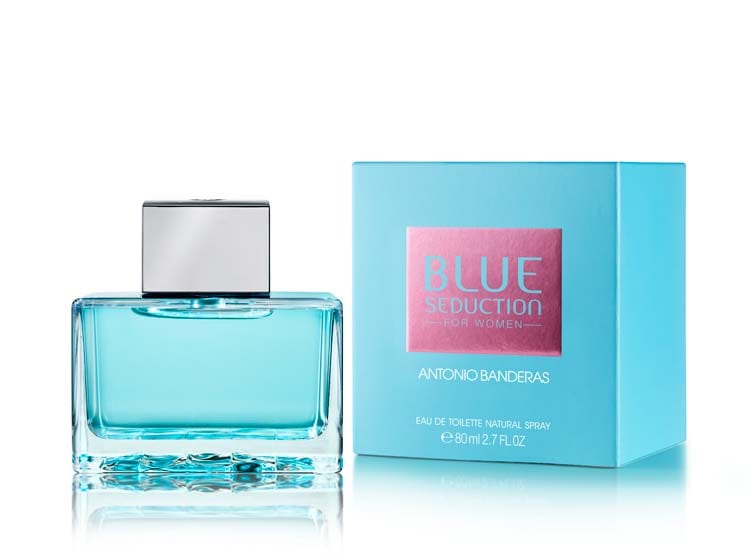 BLUE
SEDUCTION
FOR WOMEN
ANTONIO BANDERAS
EAU DE TOILETTE NATURAL SPRAY
℮ 80 ml 2.7 FL OZ